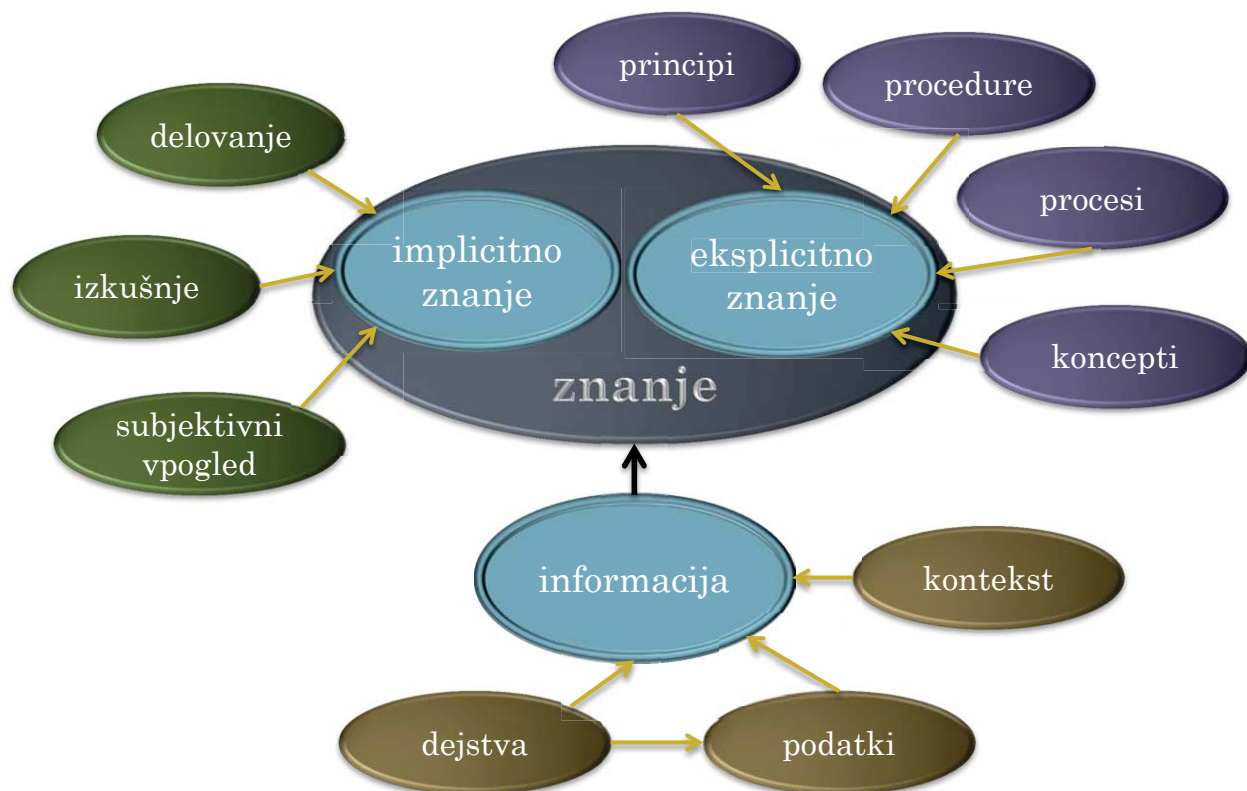 principi
procedure
delovanje
procesi
implicitno
znanje
eksplicitno
znanje
izkušnje
koncepti
znanje
subjektivni
vpogled
informacija
kontekst
dejstva
podatki